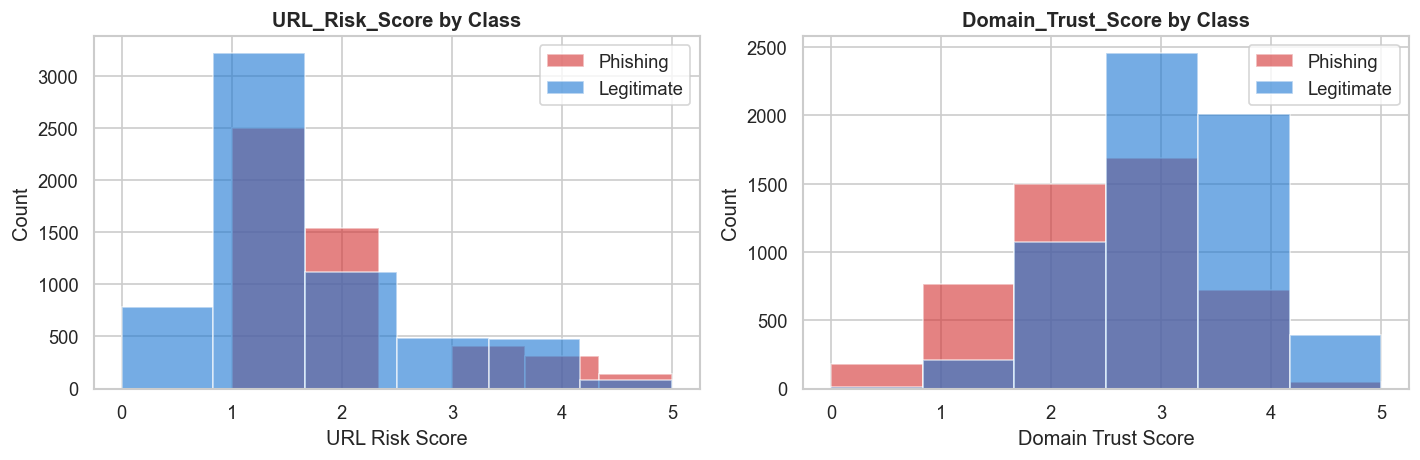 URL_Risk_Score by Class
Phishing
Legitimate
3000
2500
2000
1500
1000
500
0
Count
0 1 2 3 4 5
URL Risk Score
Domain_Trust_Score by Class
Phishing
Legitimate
2500
2000
1500
1000
500
0
Count
0 1 2 3 4 5
Domain Trust Score